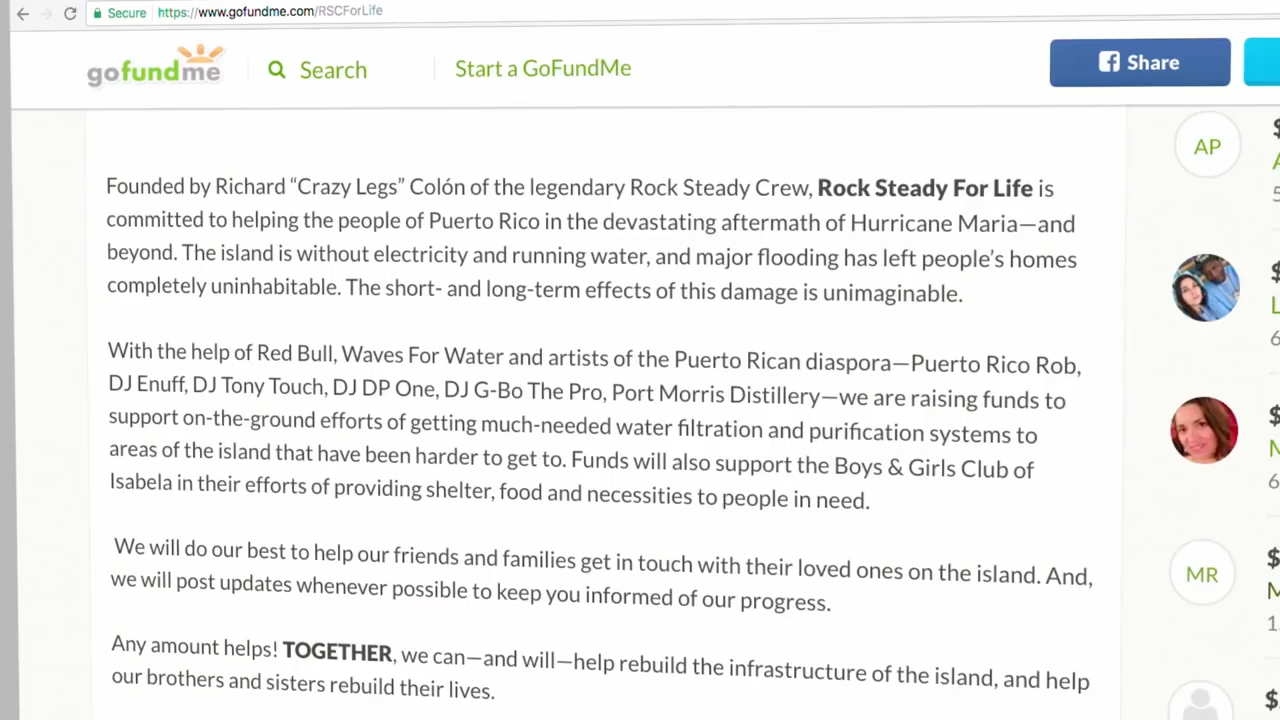 Secure https://www.gofundme.com/RSCForLife
gofundme Search Start a GoFundMe Share
AP
Founded by Richard “Crazy Legs” Colón of the legendary Rock Steady Crew, Rock Steady For Life is
committed to helping the people of Puerto Rico in the devastating aftermath of Hurricane Maria—and
beyond. The island is without electricity and running water, and major flooding has left people’s homes
completely uninhabitable. The short- and long-term effects of this damage is unimaginable.
With the help of Red Bull, Waves For Water and artists of the Puerto Rican diaspora—Puerto Rico Rob,
DJ Enuff, DJ Tony Touch, DJ DP One, DJ G-Bo The Pro, Port Morris Distillery—we are raising funds to
support on-the-ground efforts of getting much-needed water filtration and purification systems to
areas of the island that have been harder to get to. Funds will also support the Boys & Girls Club of
Isabela in their efforts of providing shelter, food and necessities to people in need.
We will do our best to help our friends and families get in touch with their loved ones on the island. And,
we will post updates whenever possible to keep you informed of our progress.
MR
Any amount helps! TOGETHER, we can—and will—help rebuild the infrastructure of the island, and help
our brothers and sisters rebuild their lives.